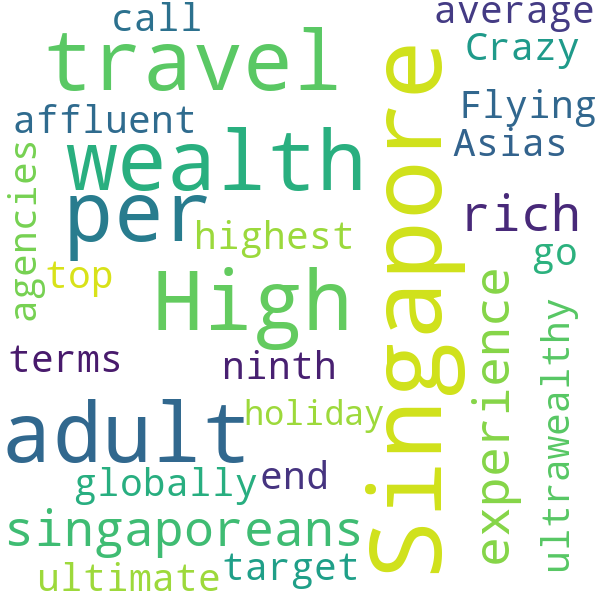 call
average
travel
Crazy
affluent
Flying
wealth
Asias
agencies
per
rich
highest
Singapore
go
top
High
experience
ultrawealthy
terms
ninth
adult
holiday
globally
end
singaporeans
ultimate
target